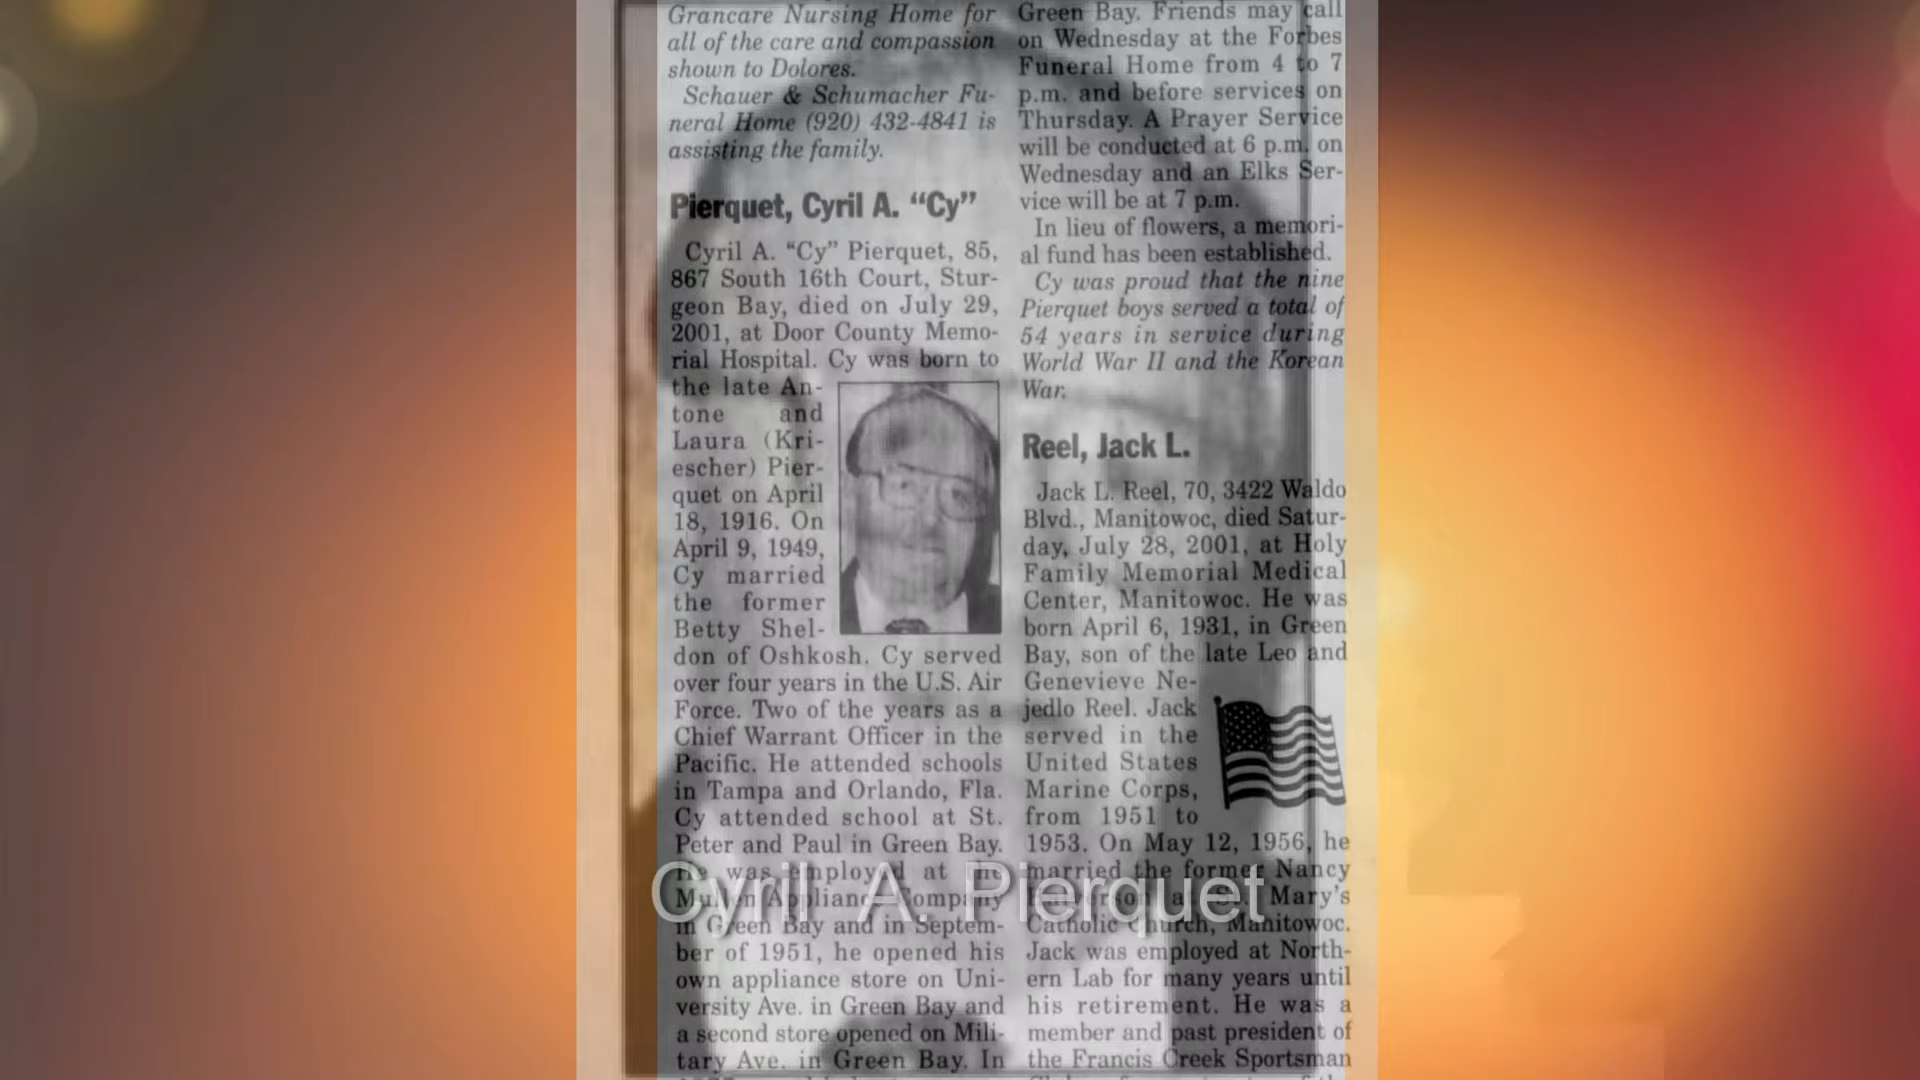 Grancare Nursing Home for
all of the care and compassion
shown to Dolores.
Schauer & Schumacher Fu-
neral Home (920) 432-4841 is
assisting the family.
Pierquet, Cyril A. “Cy”
Cyril A. “Cy” Pierquet, 85,
867 South 16th Court, Stur-
geon Bay, died on July 29,
2001, at Door County Memo-
rial Hospital. Cy was born to
the late An-
tone and
Laura (Kri-
escher) Pier-
quet on April
18, 1916. On
April 9, 1949,
Cy married
the former
Betty Shel-
don of Oshkosh. Cy served
over four years in the U.S. Air
Force. Two of the years as a
Chief Warrant Officer in the
Pacific. He attended schools
in Tampa and Orlando, Fla.
Cy attended school at St.
Peter and Paul in Green Bay.
He was employed at the
Appliance Company
in Green Bay and in Septem-
ber of 1951, he opened his
own appliance store on Uni-
versity Ave. in Green Bay and
a second store opened on Mili-
tary Ave. in Green Bay. In
Green Bay. Friends may call
on Wednesday at the Forbes
Funeral Home from 4 to 7
p.m. and before services on
Thursday. A Prayer Service
will be conducted at 6 p.m. on
Wednesday and an Elks Ser-
vice will be at 7 p.m.
In lieu of flowers, a memori-
al fund has been established.
Cy was proud that the nine
Pierquet boys served a total of
54 years in service during
World War II and the Korean
War.
Reel, Jack L.
Jack L. Reel, 70, 3422 Waldo
Blvd., Manitowoc, died Satur-
day, July 28, 2001, at Holy
Family Memorial Medical
Center, Manitowoc. He was
born April 6, 1931, in Green
Bay, son of the late Leo and
Genevieve Ne-
jedlo Reel. Jack
served in the
United States
Marine Corps,
from 1951 to
1953. On May 12, 1956, he
married the former Nancy
at St. Mary’s
Catholic Church, Manitowoc.
Jack was employed at North-
ern Lab for many years until
his retirement. He was a
member and past president of
the Francis Creek Sportsman
Cyril A. Pierquet